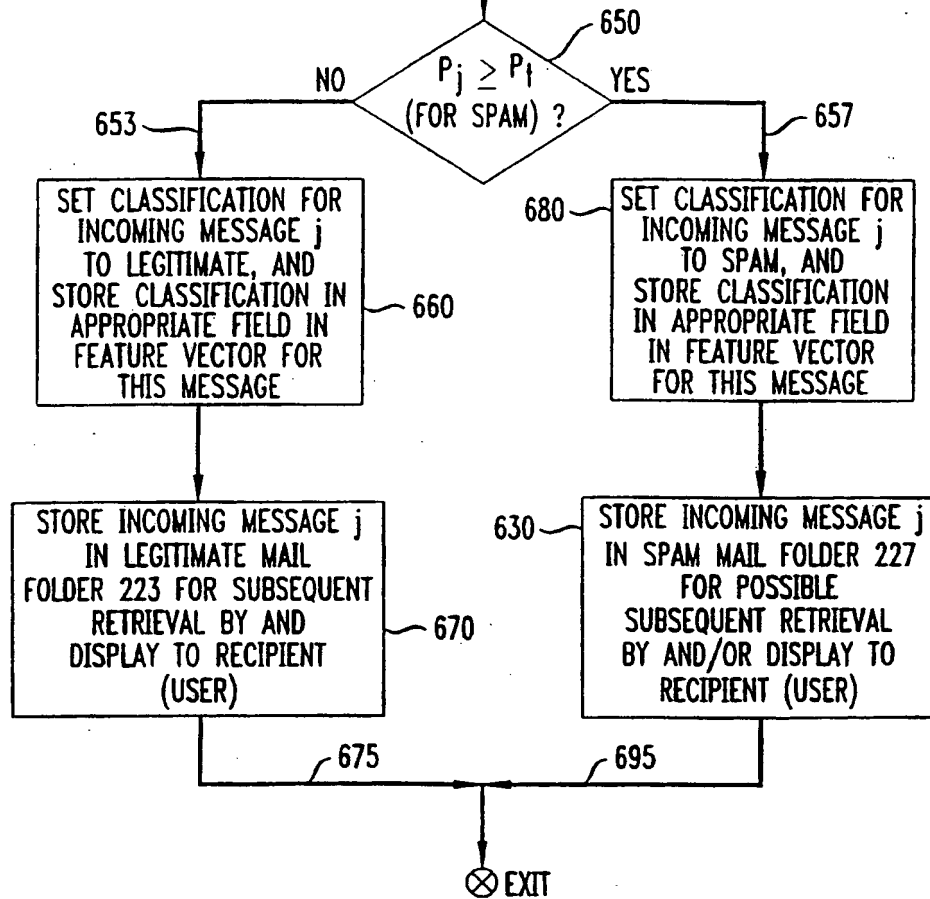 650
P_j ≥ P_t
(FOR SPAM) ?
NO
YES
653
657
SET CLASSIFICATION FOR
INCOMING MESSAGE j
TO LEGITIMATE, AND
STORE CLASSIFICATION IN
APPROPRIATE FIELD IN
FEATURE VECTOR FOR
THIS MESSAGE
660
680
SET CLASSIFICATION FOR
INCOMING MESSAGE j
TO SPAM, AND
STORE CLASSIFICATION
IN APPROPRIATE FIELD
IN FEATURE VECTOR
FOR THIS MESSAGE
STORE INCOMING MESSAGE j
IN LEGITIMATE MAIL
FOLDER 223 FOR SUBSEQUENT
RETRIEVAL BY AND
DISPLAY TO RECIPIENT
(USER)
670
630
STORE INCOMING MESSAGE j
IN SPAM MAIL FOLDER 227
FOR POSSIBLE
SUBSEQUENT RETRIEVAL
BY AND/OR DISPLAY TO
RECIPIENT (USER)
675
695
EXIT